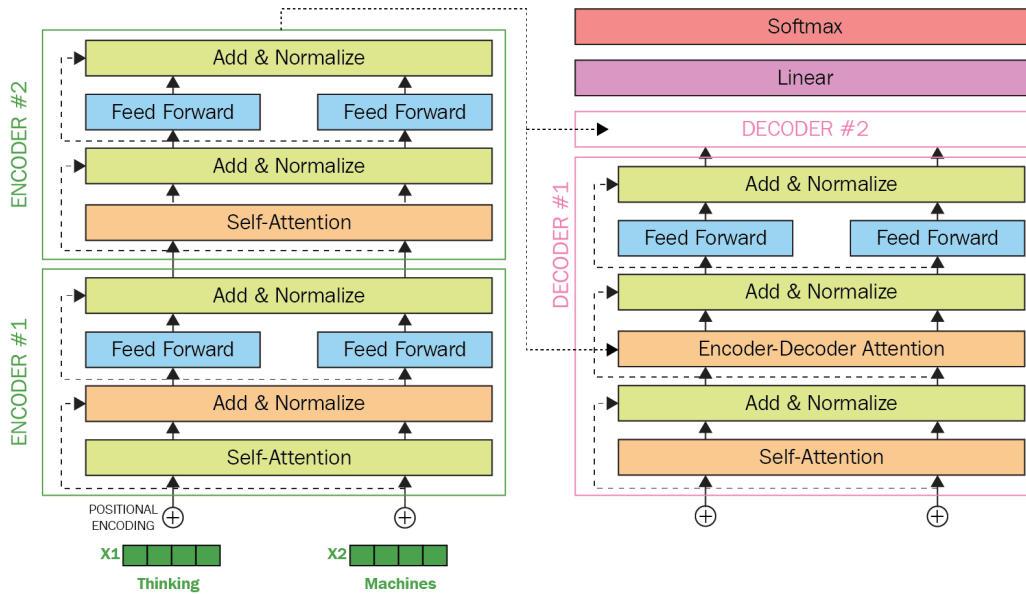 ENCODER #2
Add & Normalize
Feed Forward
Feed Forward
Add & Normalize
Self-Attention
ENCODER #1
Add & Normalize
Feed Forward
Feed Forward
Add & Normalize
Self-Attention
POSITIONAL
ENCODING
X1
X2
Thinking
Machines
Softmax
Linear
DECODER #2
DECODER #1
Add & Normalize
Feed Forward
Feed Forward
Add & Normalize
Encoder-Decoder Attention
Add & Normalize
Self-Attention